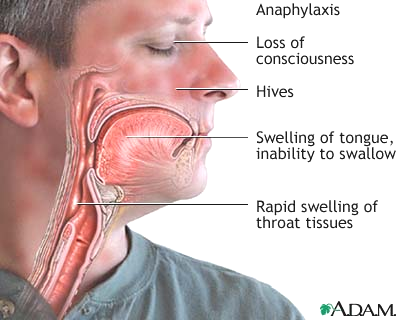 Anaphylaxis
Loss of
consciousness
Hives
Swelling of tongue,
inability to swallow
Rapid swelling of
throat tissues
A.D.A.M.